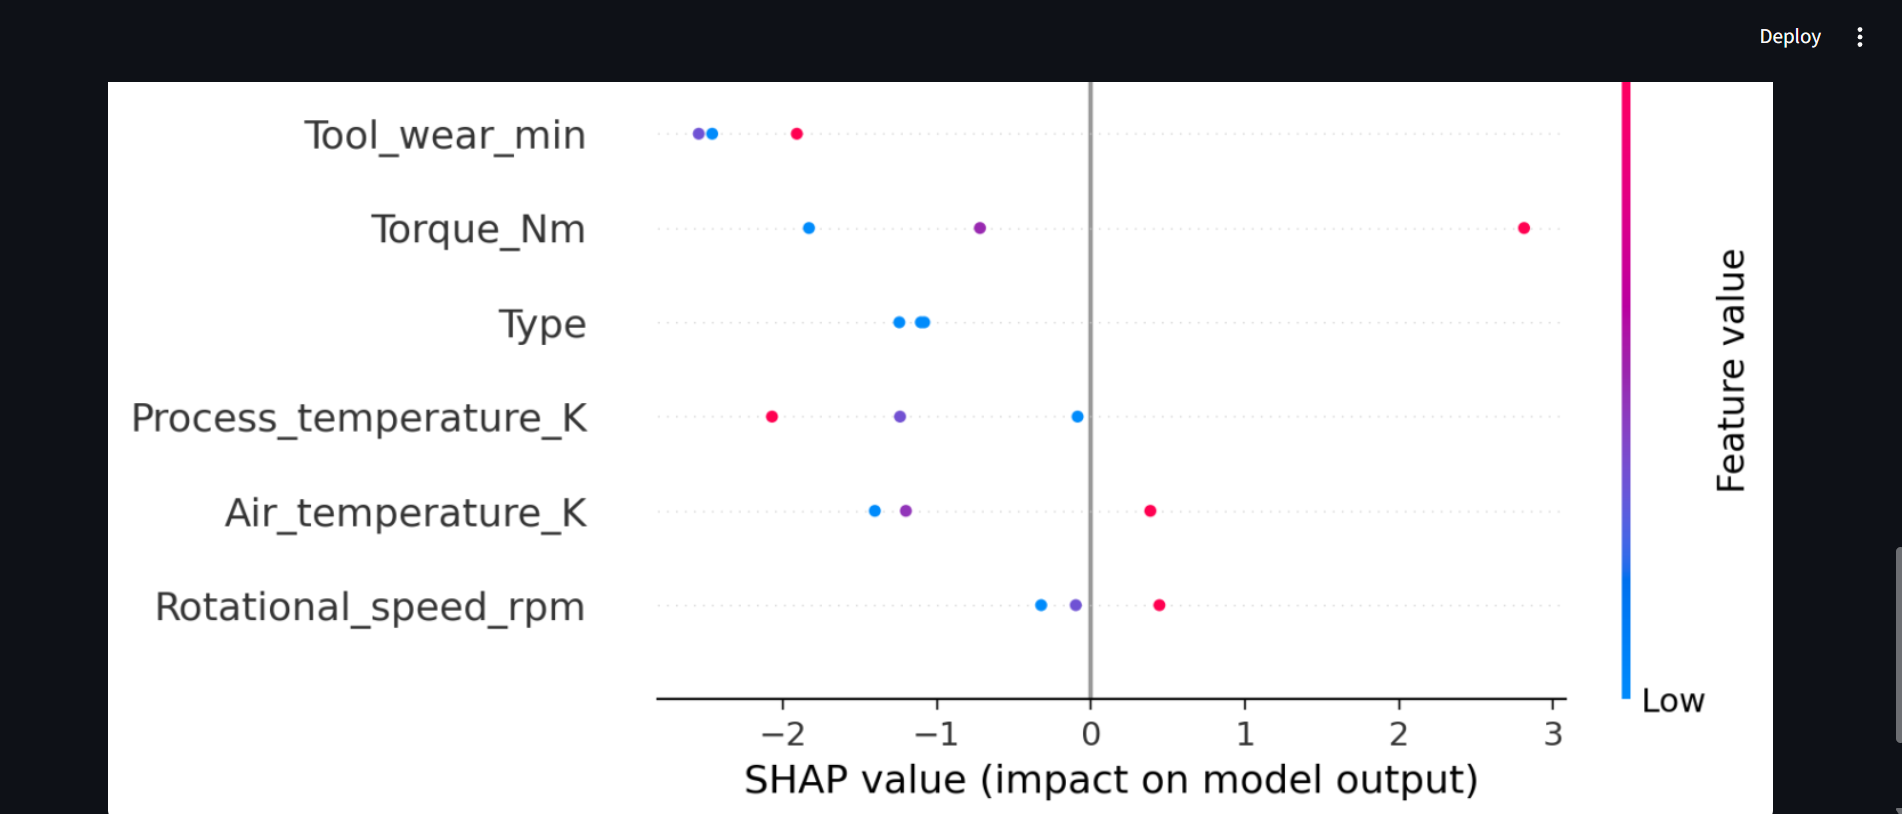 Deploy
Tool_wear_min
Torque_Nm
Type
Process_temperature_K
Air_temperature_K
Rotational_speed_rpm
−2 −1 0 1 2 3
SHAP value (impact on model output)
Feature value
Low